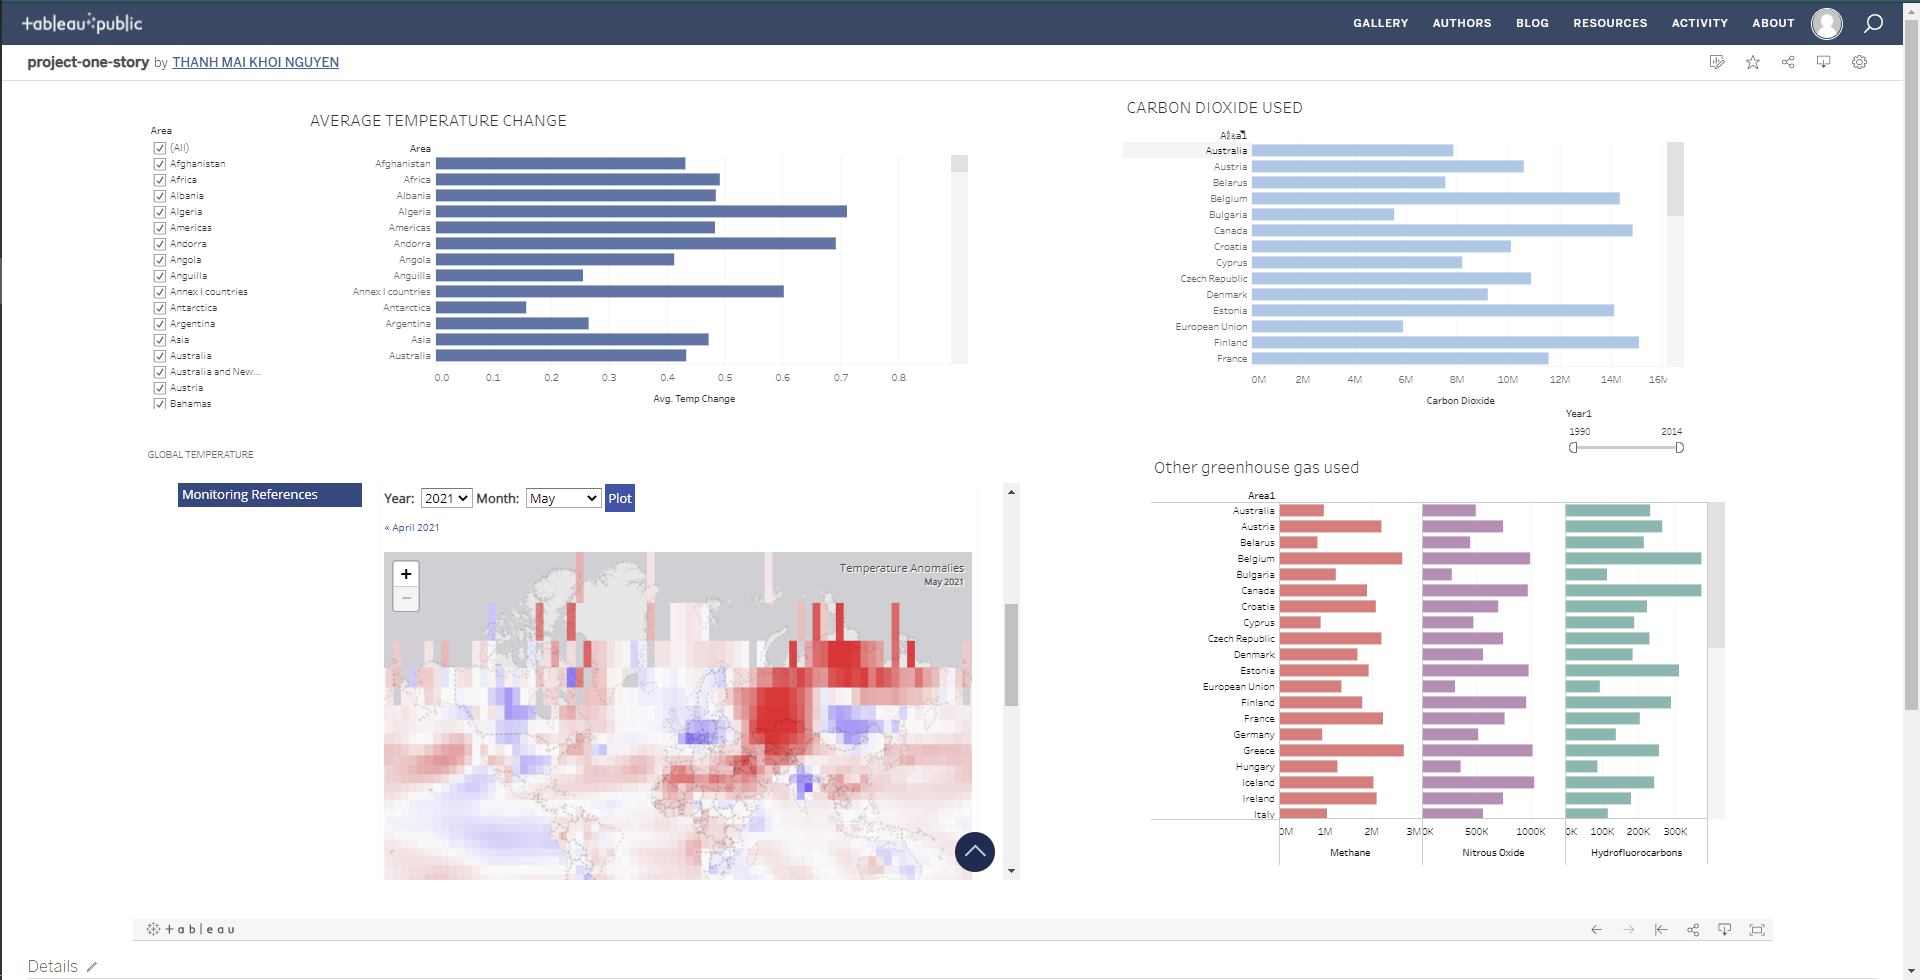 tableau public
GALLERY AUTHORS BLOG RESOURCES ACTIVITY ABOUT
project-one-story by THANH MAI KHOI NGUYEN
Area
(All)
Afghanistan
Africa
Albania
Algeria
Americas
Andorra
Angola
Anguilla
Annex I countries
Antarctica
Argentina
Asia
Australia
Australia and New...
Austria
Bahamas
AVERAGE TEMPERATURE CHANGE
Area
Afghanistan
Africa
Albania
Algeria
Americas
Andorra
Angola
Anguilla
Annex I countries
Antarctica
Argentina
Asia
Australia
0.0 0.1 0.2 0.3 0.4 0.5 0.6 0.7 0.8
Avg. Temp Change
CARBON DIOXIDE USED
Australia
Austria
Belarus
Belgium
Bulgaria
Canada
Croatia
Cyprus
Czech Republic
Denmark
Estonia
European Union
Finland
France
0M 2M 4M 6M 8M 10M 12M 14M 16M
Carbon Dioxide
Year1
1990 2014
GLOBAL TEMPERATURE
Monitoring References
Year: 2021 Month: May Plot
« April 2021
+
−
Temperature Anomalies
May 2021
Other greenhouse gas used
Area1
Australia
Austria
Belarus
Belgium
Bulgaria
Canada
Croatia
Cyprus
Czech Republic
Denmark
Estonia
European Union
Finland
France
Germany
Greece
Hungary
Iceland
Ireland
Italy
0M 1M 2M 3M 0K 500K 1000K 0K 100K 200K 300K
Methane Nitrous Oxide Hydrofluorocarbons
tableau
Details